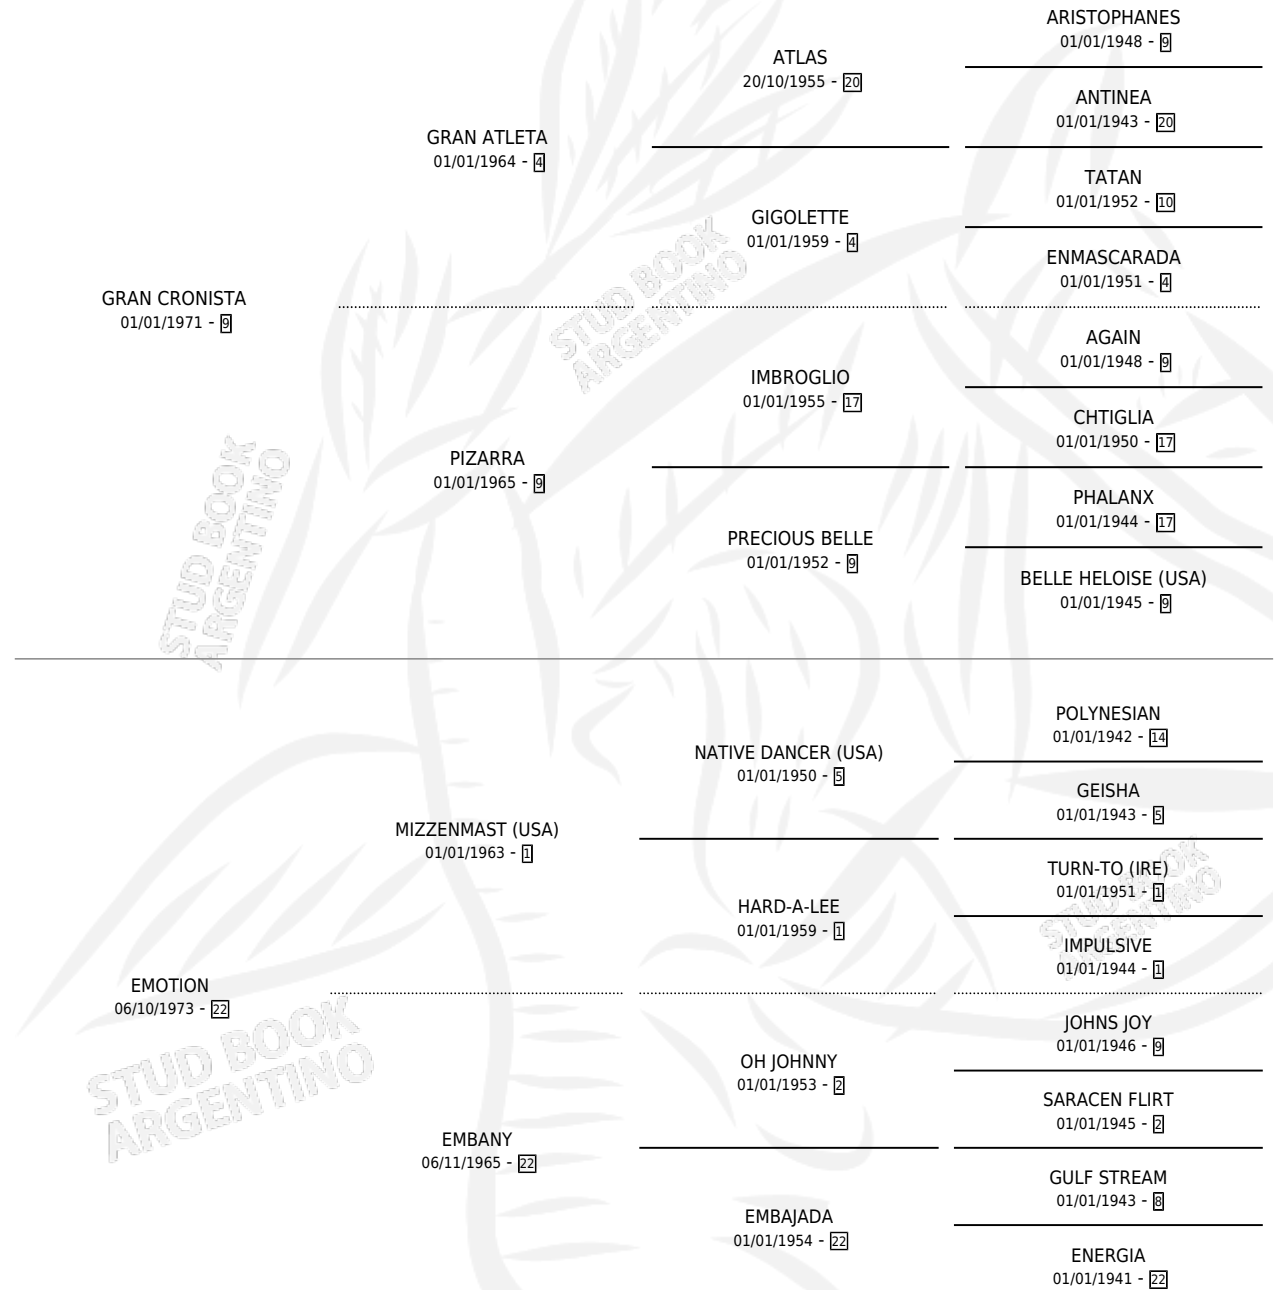 ARISTOPHANES
01/01/1948 - 9
ATLAS
20/10/1955 - 20
ANTINEA
01/01/1943 - 20
GRAN ATLETA
01/01/1964 - 4
TATAN
01/01/1952 - 10
GIGOLETTE
01/01/1959 - 4
ENMASCARADA
01/01/1951 - 4
GRAN CRONISTA
01/01/1971 - 9
STUD BOOK
ARGENTINO
AGAIN
01/01/1948 - 9
IMBROGLIO
01/01/1955 - 17
CHTIGLIA
01/01/1950 - 17
PIZARRA
01/01/1965 - 9
PHALANX
01/01/1944 - 17
PRECIOUS BELLE
01/01/1952 - 9
BELLE HELOISE (USA)
01/01/1945 - 9
STUD BOOK
ARGENTINO
POLYNESIAN
01/01/1942 - 14
NATIVE DANCER (USA)
01/01/1950 - 5
GEISHA
01/01/1943 - 5
MIZZENMAST (USA)
01/01/1963 - 1
TURN-TO (IRE)
01/01/1951 - 1
HARD-A-LEE
01/01/1959 - 1
IMPULSIVE
01/01/1944 - 1
STUD BOOK
ARGENTINO
EMOTION
06/10/1973 - 22
JOHNS JOY
01/01/1946 - 9
OH JOHNNY
01/01/1953 - 2
SARACEN FLIRT
01/01/1945 - 2
STUD BOOK
ARGENTINO
EMBANY
06/11/1965 - 22
GULF STREAM
01/01/1943 - 8
EMBAJADA
01/01/1954 - 22
ENERGIA
01/01/1941 - 22